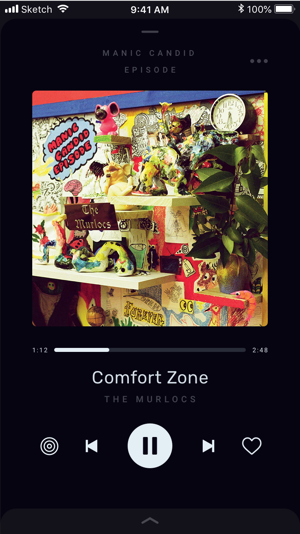 Sketch 9:41 AM 100%
MANIC CANDID
EPISODE
MANIC
CANDID
EPISODE
The
Murlocs
FOREVER
1:12 2:48
Comfort Zone
THE MURLOCS